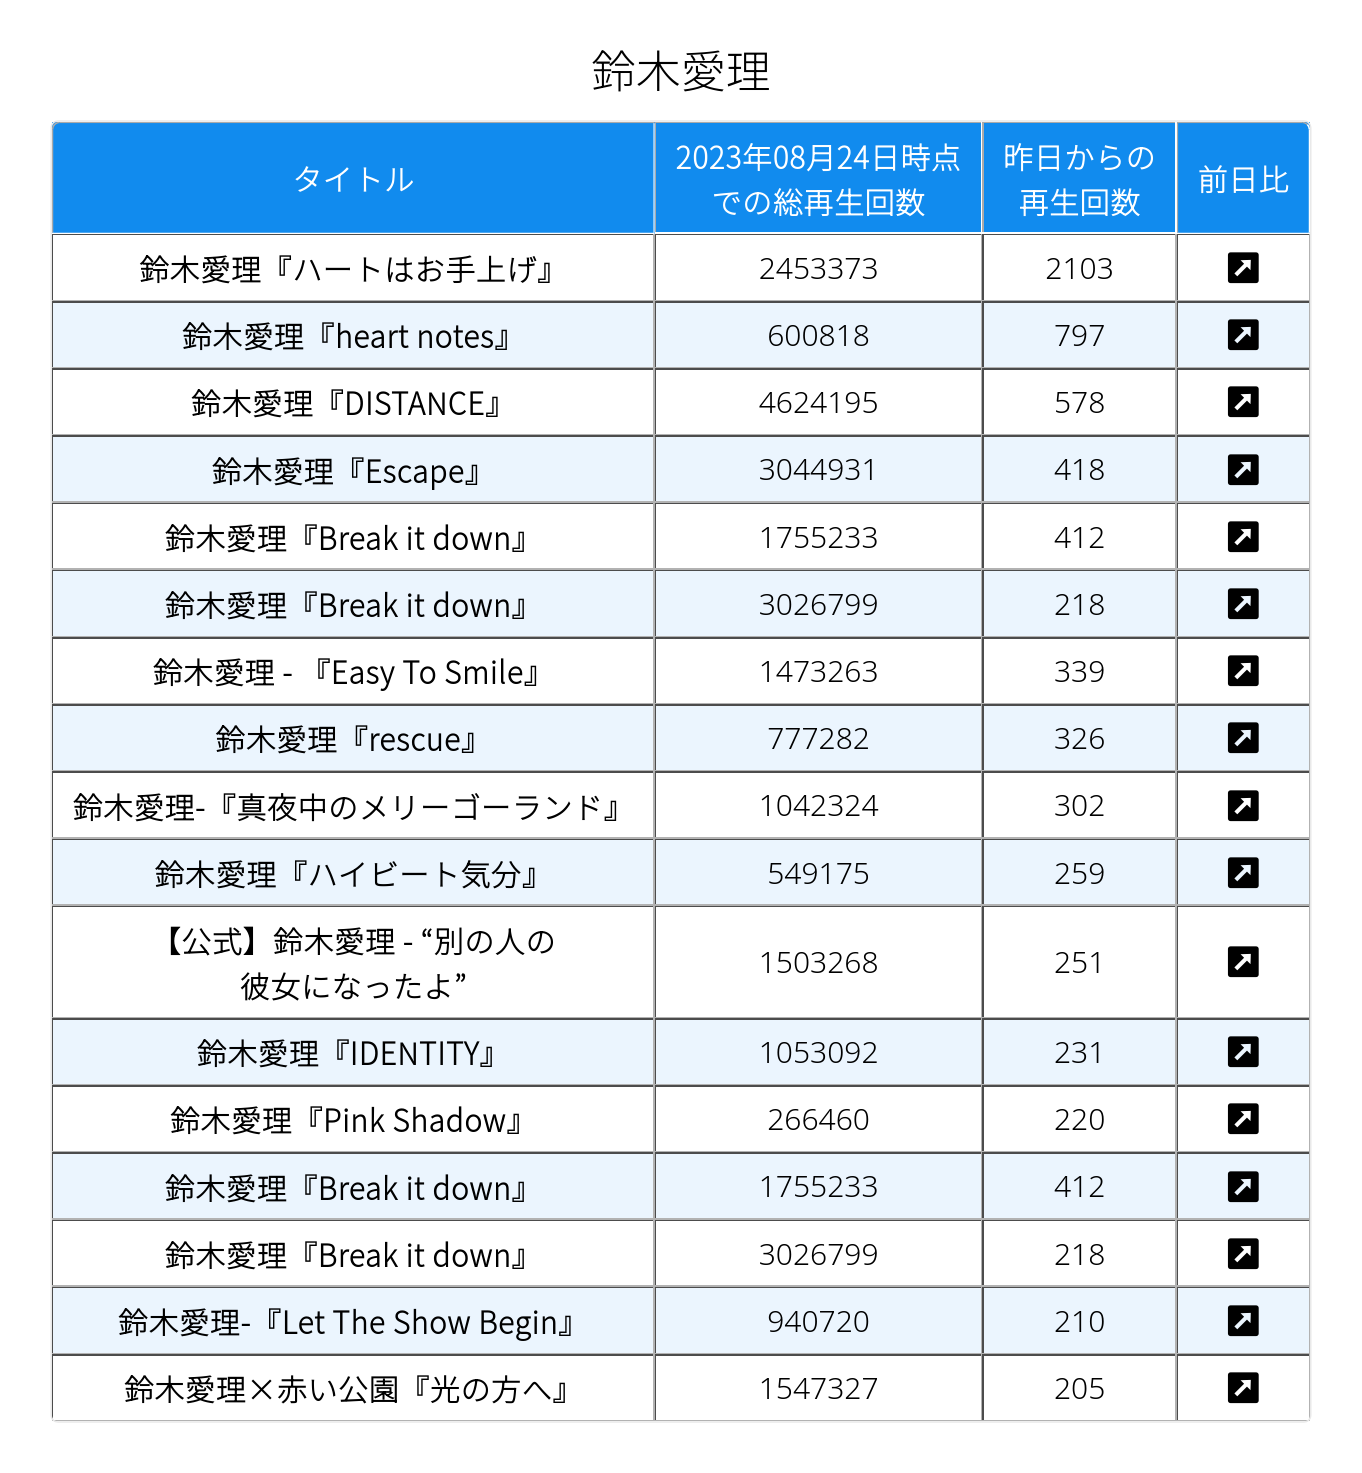 鈴木愛理
タイトル
2023年08月24日時点
での総再生回数
昨日からの
再生回数
前日比
鈴木愛理『ハートはお手上げ』 2453373 2103
鈴木愛理『heart notes』 600818 797
鈴木愛理『DISTANCE』 4624195 578
鈴木愛理『Escape』 3044931 418
鈴木愛理『Break it down』 1755233 412
鈴木愛理『Break it down』 3026799 218
鈴木愛理 - 『Easy To Smile』 1473263 339
鈴木愛理『rescue』 777282 326
鈴木愛理-『真夜中のメリーゴーランド』 1042324 302
鈴木愛理『ハイビート気分』 549175 259
【公式】鈴木愛理 - “別の人の
彼女になったよ” 1503268 251
鈴木愛理『IDENTITY』 1053092 231
鈴木愛理『Pink Shadow』 266460 220
鈴木愛理『Break it down』 1755233 412
鈴木愛理『Break it down』 3026799 218
鈴木愛理-『Let The Show Begin』 940720 210
鈴木愛理×赤い公園『光の方へ』 1547327 205